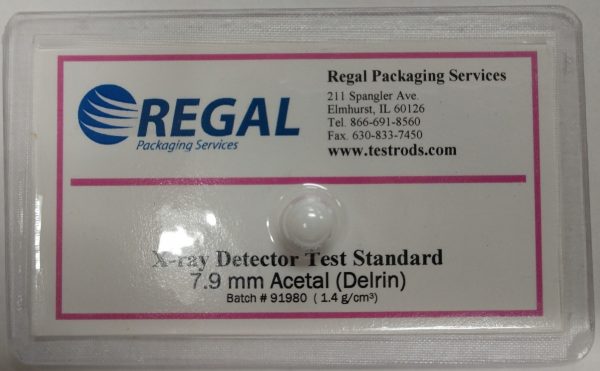 REGAL
Packaging Services
Regal Packaging Services
211 Spangler Ave.
Elmhurst, IL 60126
Tel. 866-691-8560
Fax. 630-833-7450
www.testrods.com
X-ray Detector Test Standard
7.9 mm Acetal (Delrin)
Batch # 91980 ( 1.4 g/cm³)